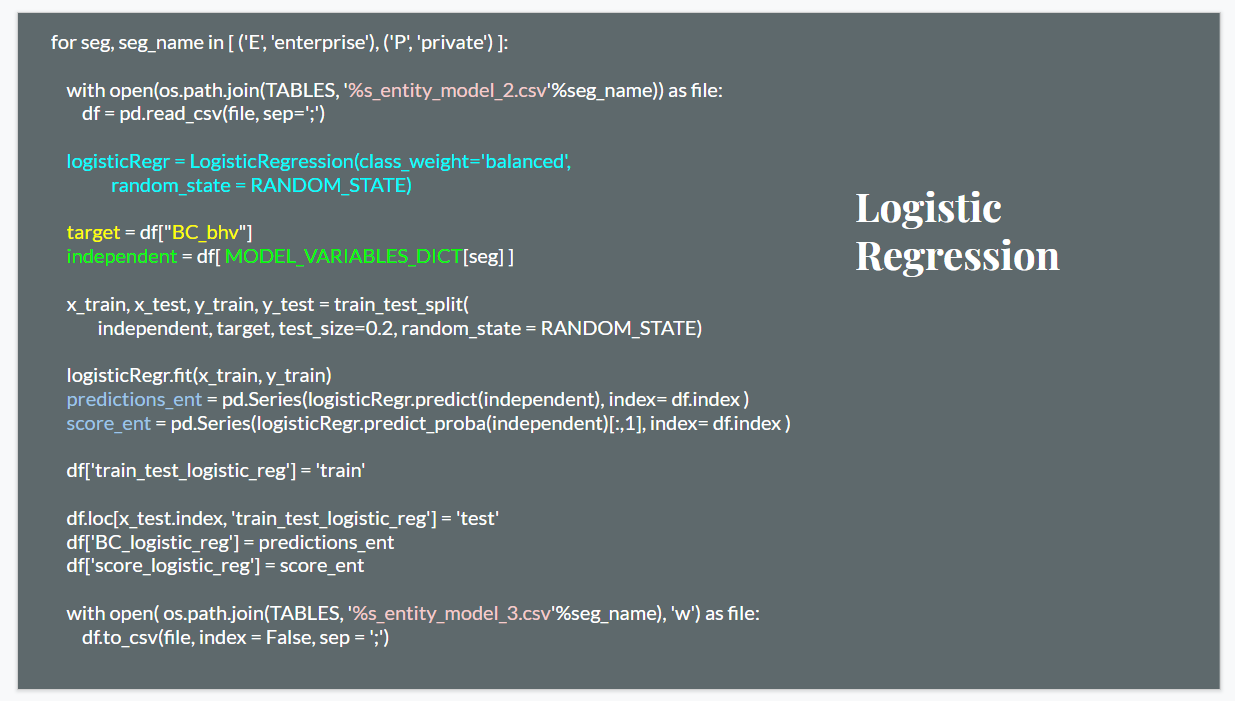 for seg, seg_name in [ ('E', 'enterprise'), ('P', 'private') ]:
with open(os.path.join(TABLES, '%s_entity_model_2.csv'%seg_name)) as file:
df = pd.read_csv(file, sep=';')
logisticRegr = LogisticRegression(class_weight='balanced',
random_state = RANDOM_STATE)
target = df["BC_bhv"]
independent = df[ MODEL_VARIABLES_DICT[seg] ]
x_train, x_test, y_train, y_test = train_test_split(
independent, target, test_size=0.2, random_state = RANDOM_STATE)
logisticRegr.fit(x_train, y_train)
predictions_ent = pd.Series(logisticRegr.predict(independent), index= df.index )
score_ent = pd.Series(logisticRegr.predict_proba(independent)[:,1], index= df.index )
df['train_test_logistic_reg'] = 'train'
df.loc[x_test.index, 'train_test_logistic_reg'] = 'test'
df['BC_logistic_reg'] = predictions_ent
df['score_logistic_reg'] = score_ent
with open( os.path.join(TABLES, '%s_entity_model_3.csv'%seg_name), 'w') as file:
df.to_csv(file, index = False, sep = ';')
Logistic
Regression